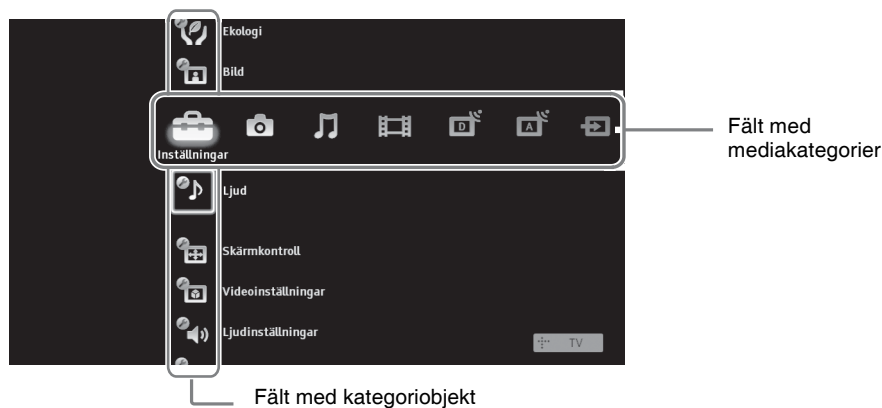 Ekologi
Bild
D
A
Inställningar
Fält med
mediakategorier
Ljud
Skärmkontroll
Videoinställningar
Ljudinställningar
TV
Fält med kategoriobjekt